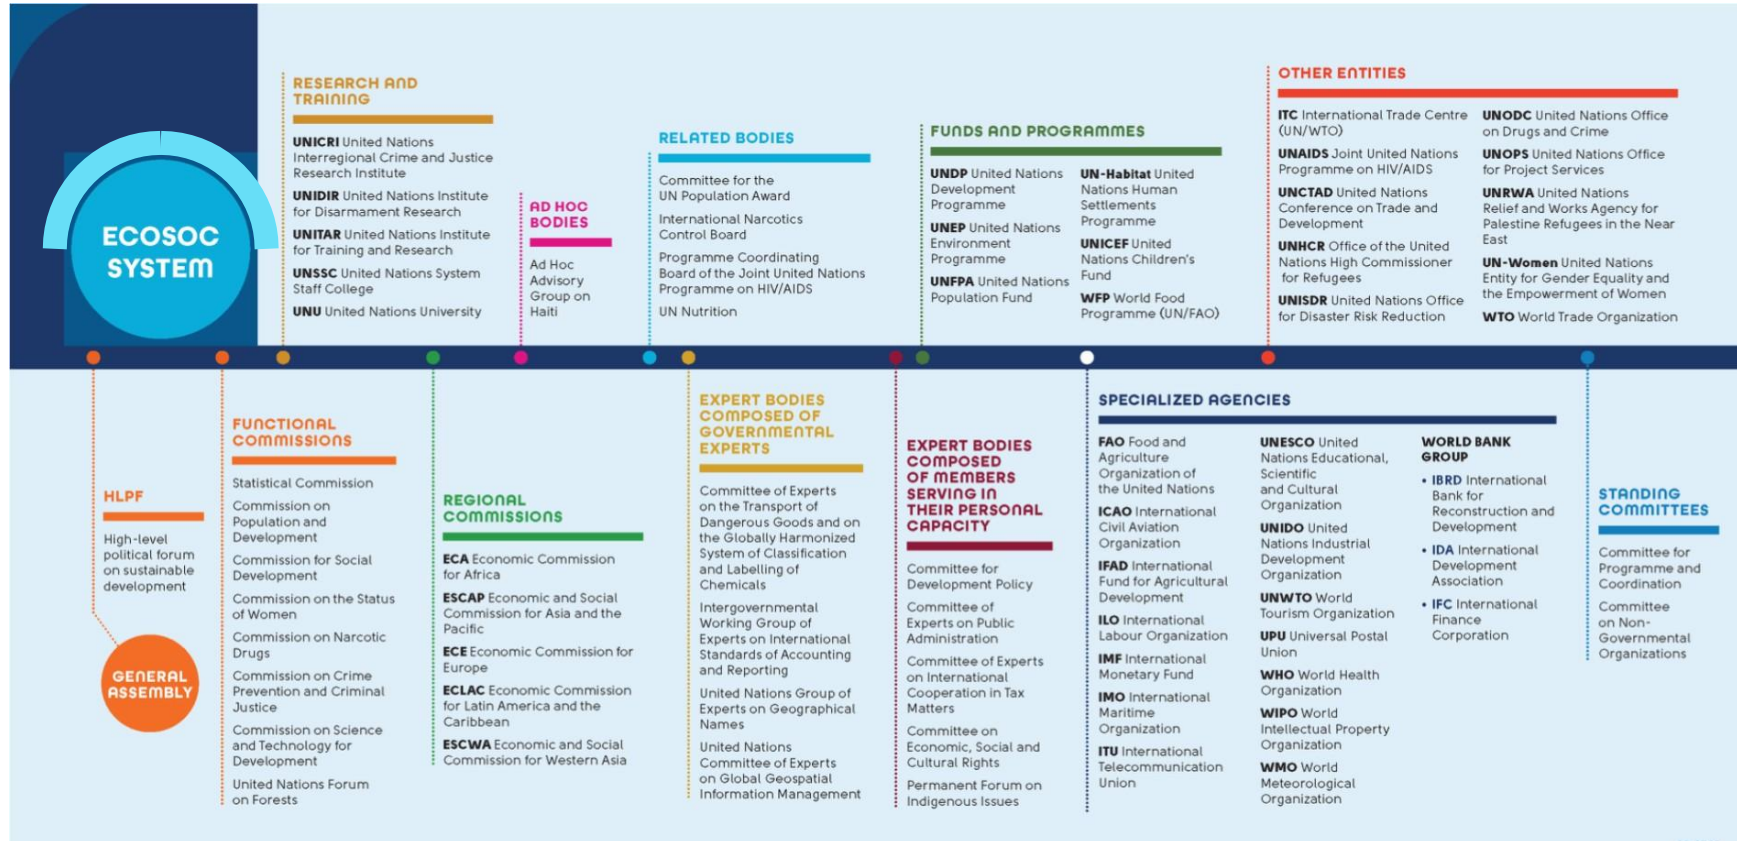 ECOSOC
SYSTEM
RESEARCH AND
TRAINING
UNICRI United Nations
Interregional Crime and Justice
Research Institute
UNIDIR United Nations Institute
for Disarmament Research
UNITAR United Nations Institute
for Training and Research
UNSSC United Nations System
Staff College
UNU United Nations University
AD HOC
BODIES
Ad Hoc
Advisory
Group on
Haiti
RELATED BODIES
Committee for the
UN Population Award
International Narcotics
Control Board
Programme Coordinating
Board of the Joint United Nations
Programme on HIV/AIDS
UN Nutrition
FUNDS AND PROGRAMMES
UNDP United Nations
Development
Programme
UNEP United Nations
Environment
Programme
UNFPA United Nations
Population Fund
UN-Habitat United
Nations Human
Settlements
Programme
UNICEF United
Nations Children's
Fund
WFP World Food
Programme (UN/FAO)
OTHER ENTITIES
ITC International Trade Centre
(UN/WTO)
UNAIDS Joint United Nations
Programme on HIV/AIDS
UNCTAD United Nations
Conference on Trade and
Development
UNHCR Office of the United
Nations High Commissioner
for Refugees
UNISDR United Nations Office
for Disaster Risk Reduction
UNODC United Nations Office
on Drugs and Crime
UNOPS United Nations Office
for Project Services
UNRWA United Nations
Relief and Works Agency for
Palestine Refugees in the Near
East
UN-Women United Nations
Entity for Gender Equality and
the Empowerment of Women
WTO World Trade Organization
HLPF
High-level
political forum
on sustainable
development
GENERAL
ASSEMBLY
FUNCTIONAL
COMMISSIONS
Statistical Commission
Commission on
Population and
Development
Commission for Social
Development
Commission on the Status
of Women
Commission on Narcotic
Drugs
Commission on Crime
Prevention and Criminal
Justice
Commission on Science
and Technology for
Development
United Nations Forum
on Forests
REGIONAL
COMMISSIONS
ECA Economic Commission
for Africa
ESCAP Economic and Social
Commission for Asia and the
Pacific
ECE Economic Commission for
Europe
ECLAC Economic Commission
for Latin America and the
Caribbean
ESCWA Economic and Social
Commission for Western Asia
EXPERT BODIES
COMPOSED OF
GOVERNMENTAL
EXPERTS
Committee of Experts
on the Transport of
Dangerous Goods and on
the Globally Harmonized
System of Classification
and Labelling of
Chemicals
Intergovernmental
Working Group of
Experts on International
Standards of Accounting
and Reporting
United Nations Group of
Experts on Geographical
Names
United Nations
Committee of Experts
on Global Geospatial
Information Management
EXPERT BODIES
COMPOSED
OF MEMBERS
SERVING IN
THEIR PERSONAL
CAPACITY
Committee for
Development Policy
Committee of
Experts on Public
Administration
Committee of Experts
on International
Cooperation in Tax
Matters
Committee on
Economic, Social and
Cultural Rights
Permanent Forum on
Indigenous Issues
SPECIALIZED AGENCIES
FAO Food and
Agriculture
Organization of
the United Nations
ICAO International
Civil Aviation
Organization
IFAD International
Fund for Agricultural
Development
ILO International
Labour Organization
IMF International
Monetary Fund
IMO International
Maritime
Organization
ITU International
Telecommunication
Union
UNESCO United
Nations Educational,
Scientific
and Cultural
Organization
UNIDO United
Nations Industrial
Development
Organization
UNWTO World
Tourism Organization
UPU Universal Postal
Union
WHO World Health
Organization
WIPO World
Intellectual Property
Organization
WMO World
Meteorological
Organization
WORLD BANK
GROUP
• IBRD International
Bank for
Reconstruction and
Development
• IDA International
Development
Association
• IFC International
Finance
Corporation
STANDING
COMMITTEES
Committee for
Programme and
Coordination
Committee
on Non-
Governmental
Organizations